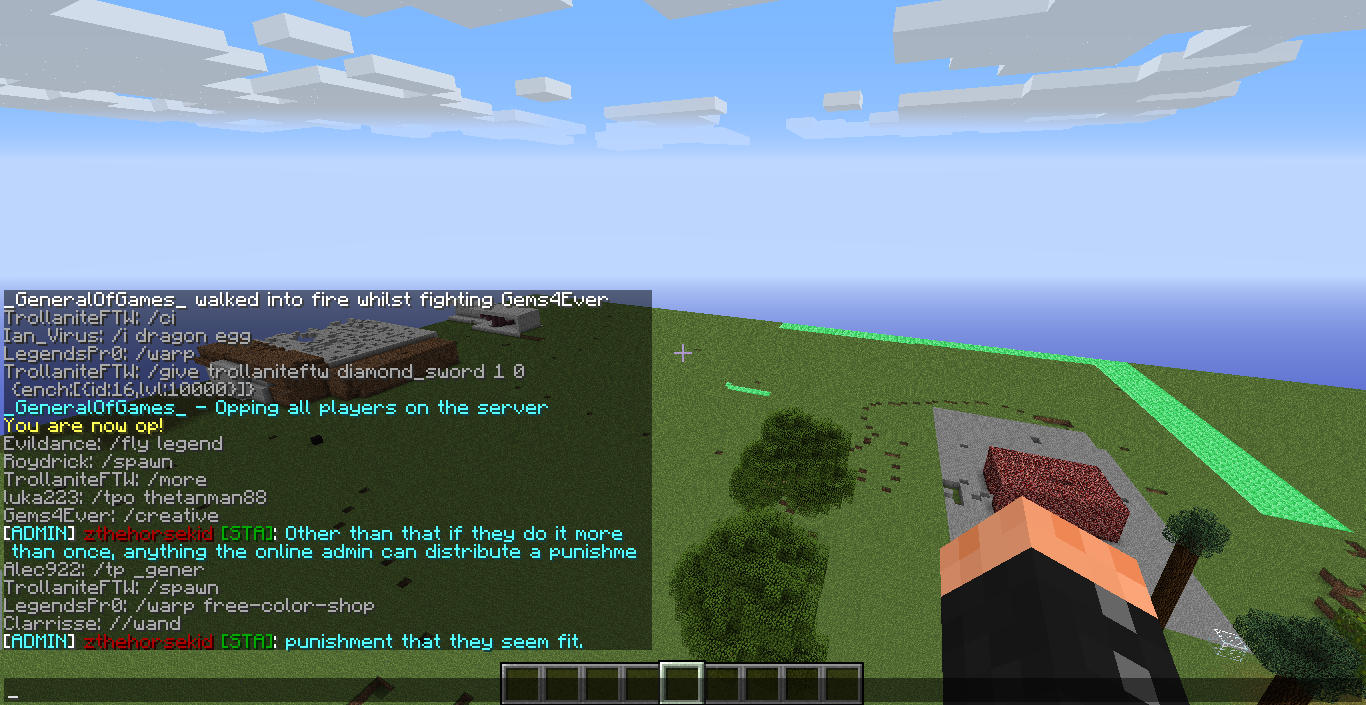 _GeneralOfGames_ walked into fire whilst fighting Gems4Ever
TrollaniteFTW: /ci
Ian_Virus: /i dragon egg
LegendsPr0: /warp
TrollaniteFTW: /give trollaniteftw diamond_sword 1 0
{ench:[{id:16,lvl:10000}]}
_GeneralOfGames_ - Opping all players on the server
You are now op!
Evildance: /fly legend
Roydrick: /spawn
TrollaniteFTW: /more
luka223: /tpo thetanman88
Gems4Ever: /creative
[ADMIN] zthehorsekid [STA]: Other than that if they do it more
than once, anything the online admin can distribute a punishme
Alec922: /tp _gener
TrollaniteFTW: /spawn
LegendsPr0: /warp free-color-shop
Clarrisse: //wand
[ADMIN] zthehorsekid [STA]: punishment that they seem fit.
_